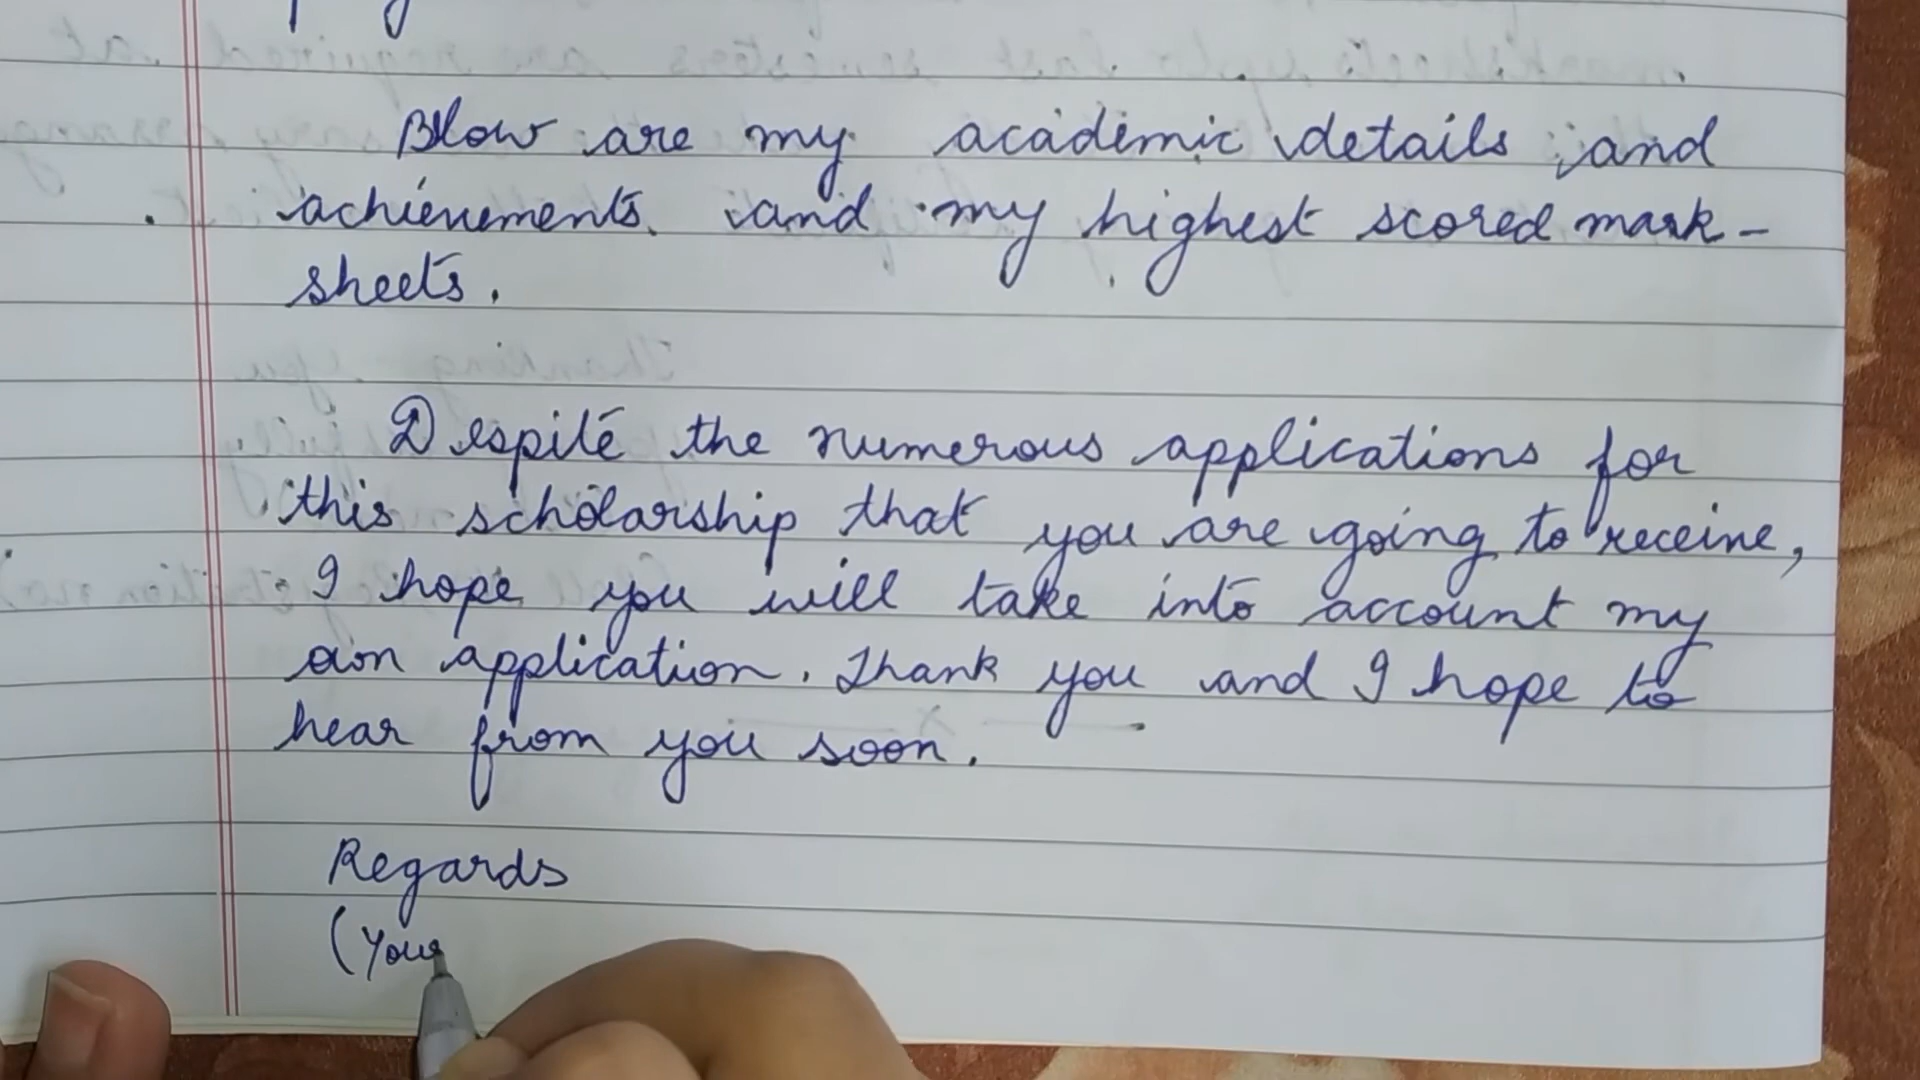 Blow are my academic details and
achievements. and my highest scored mark-
sheets.
Despite the numerous applications for
this scholarship that you are going to receive,
I hope you will take into account my
own application. Thank you and I hope to
hear from you soon.
Regards
(Your